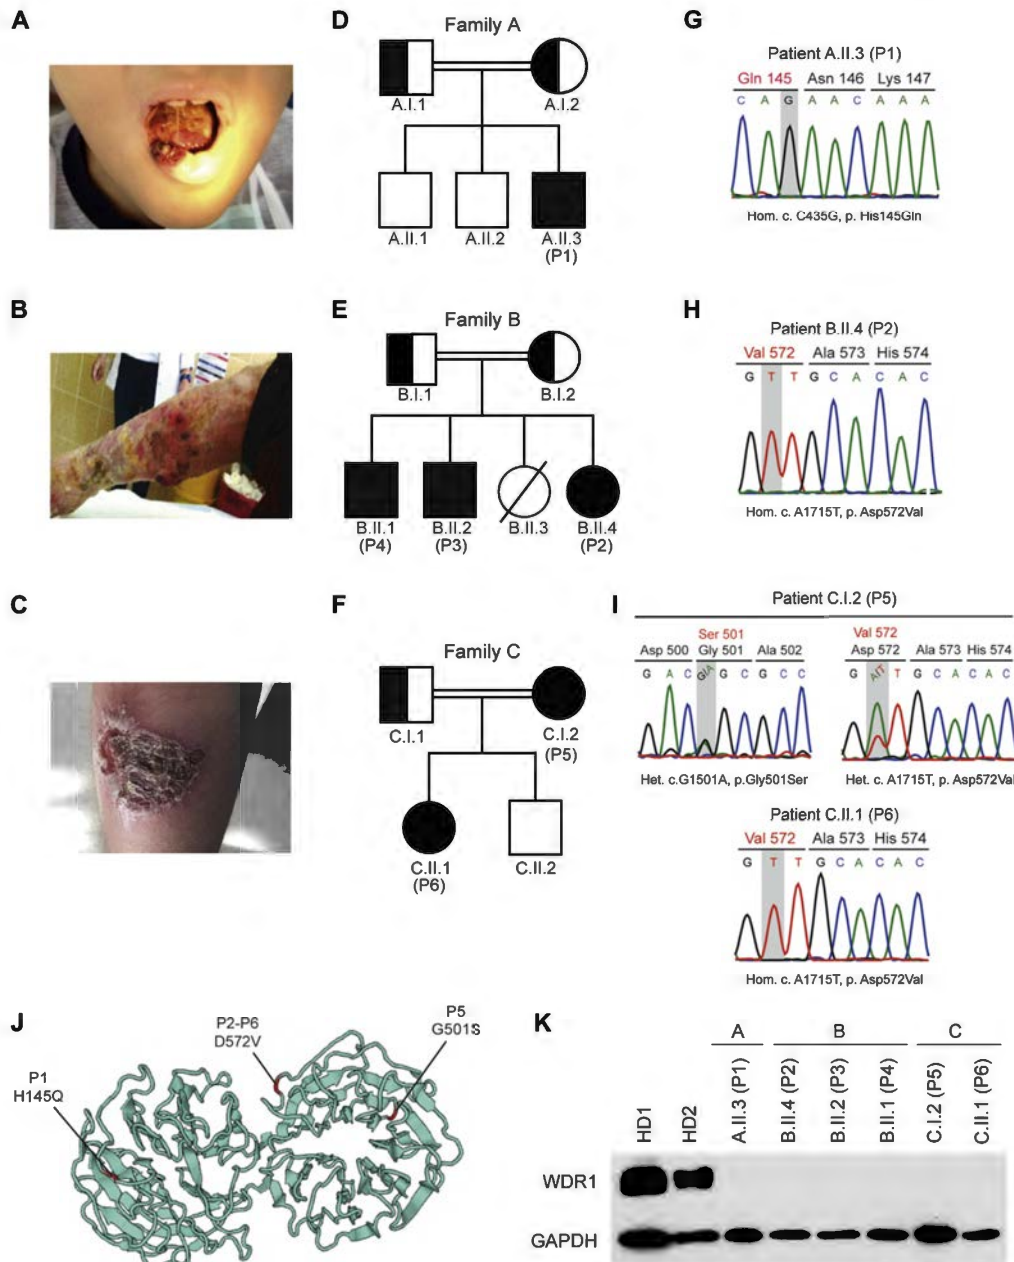 A
B
C
D
Family A
A.I.1
A.I.2
A.II.1
A.II.2
A.II.3
(P1)
E
Family B
B.I.1
B.I.2
B.II.1
(P4)
B.II.2
(P3)
B.II.3
B.II.4
(P2)
F
Family C
C.I.1
C.I.2
(P5)
C.II.1
(P6)
C.II.2
G
Patient A.II.3 (P1)
Gln 145 Asn 146 Lys 147
C A G A A C A A A
Hom. c. C435G, p. His145Gln
H
Patient B.II.4 (P2)
Val 572 Ala 573 His 574
G T T G C A C A C
Hom. c. A1715T, p. Asp572Val
I
Patient C.I.2 (P5)
Ser 501
Asp 500 Gly 501 Ala 502
G A C G/A G C G C C
Het. c.G1501A, p.Gly501Ser
Val 572
Asp 572 Ala 573 His 574
G A/T T G C A C A C
Het. c. A1715T, p. Asp572Val
Patient C.II.1 (P6)
Val 572 Ala 573 His 574
G T T G C A C A C
Hom. c. A1715T, p. Asp572Val
J
P1
H145Q
P2-P6
D572V
P5
G501S
K
A B C
HD1
HD2
A.II.3 (P1)
B.II.4 (P2)
B.II.2 (P3)
B.II.1 (P4)
C.I.2 (P5)
C.II.1 (P6)
WDR1
GAPDH